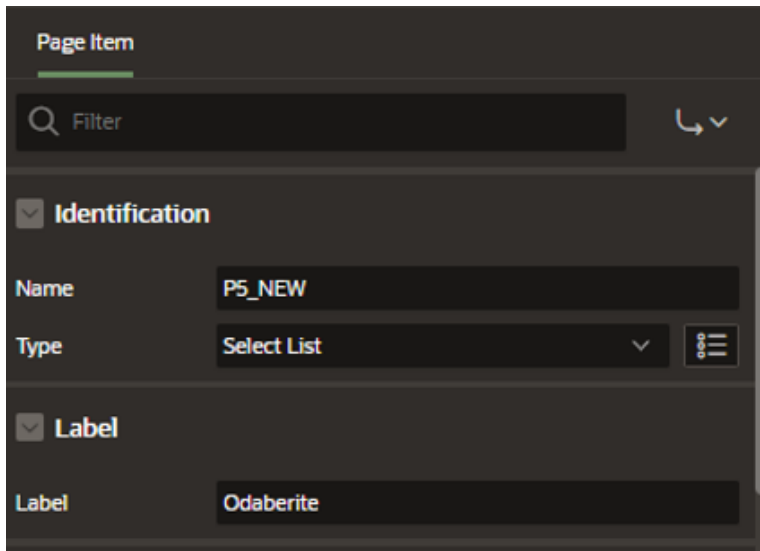 Page Item
Filter
Identification
Name P5_NEW
Type Select List
Label
Label Odaberite